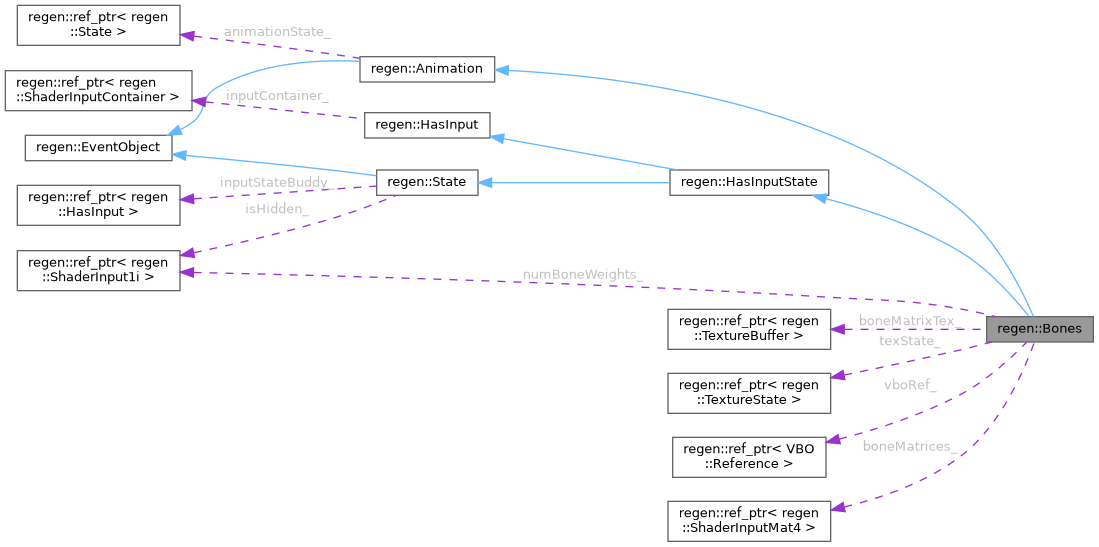 regen::ref_ptr< regen
::State >
animationState_
regen::Animation
regen::ref_ptr< regen
::ShaderInputContainer >
inputContainer_
regen::HasInput
regen::EventObject
regen::State
regen::HasInputState
inputStateBuddy_
regen::ref_ptr< regen
::HasInput >
isHidden_
regen::ref_ptr< regen
::ShaderInput1i >
numBoneWeights_
regen::Bones
regen::ref_ptr< regen
::TextureBuffer >
boneMatrixTex_
texState_
regen::ref_ptr< regen
::TextureState >
vboRef_
regen::ref_ptr< VBO
::Reference >
boneMatrices_
regen::ref_ptr< regen
::ShaderInputMat4 >